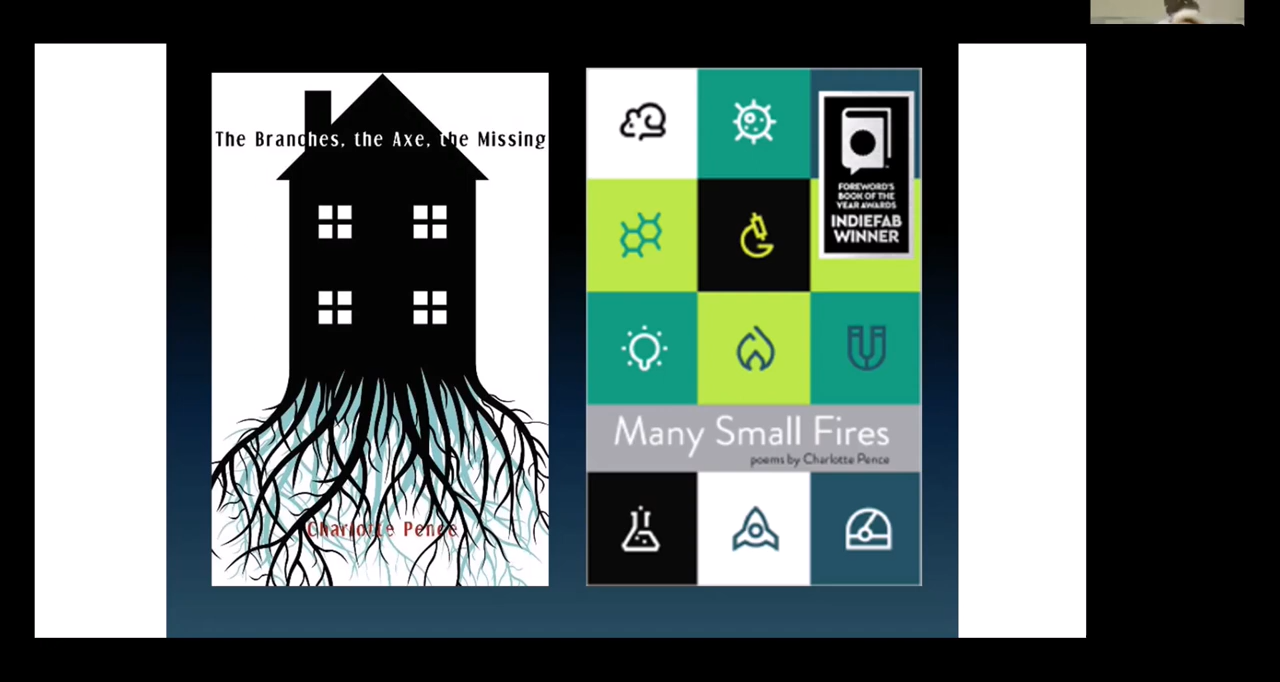 The Branches, the Axe, the Missing
Charlotte Pence
FOREWORD'S
BOOK OF THE
YEAR AWARDS
INDIEFAB
WINNER
Many Small Fires
poems by Charlotte Pence